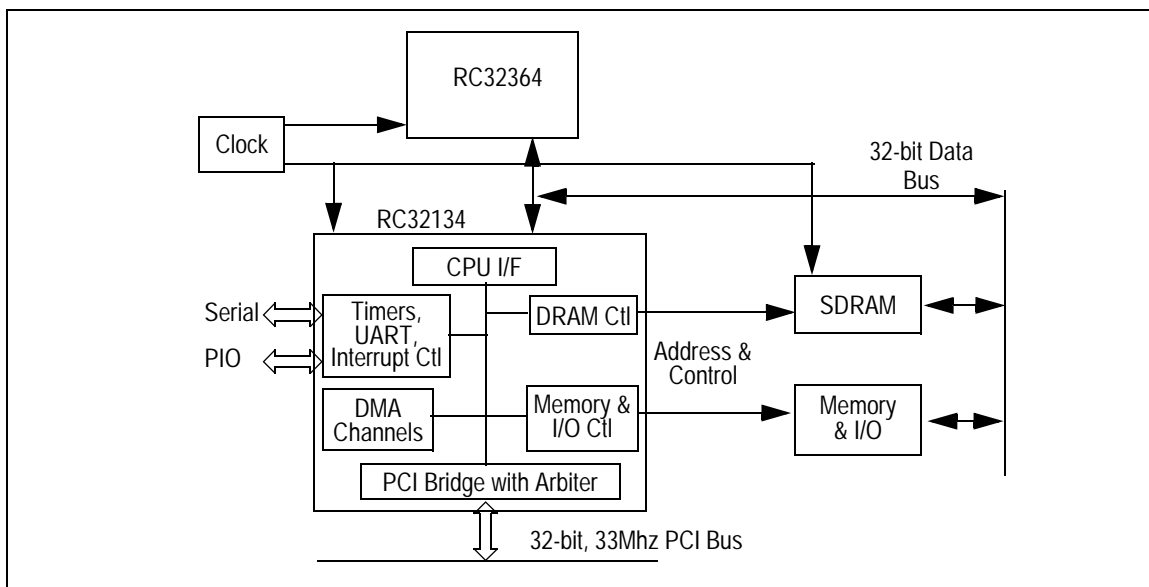 RC32364
Clock
32-bit Data
Bus
RC32134
CPU I/F
Serial
PIO
Timers,
UART,
Interrupt Ctl
DRAM Ctl
SDRAM
Address &
Control
DMA
Channels
Memory &
I/O Ctl
Memory
& I/O
PCI Bridge with Arbiter
32-bit, 33Mhz PCI Bus